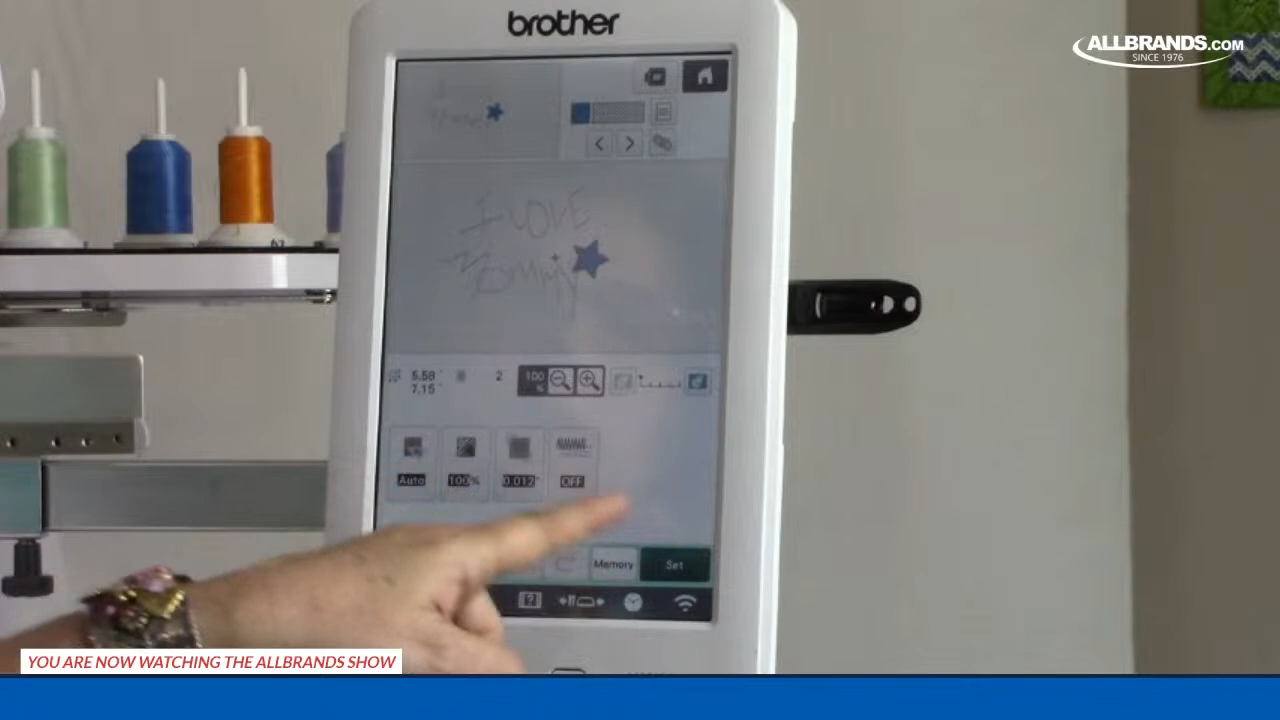 brother
ALLBRANDS.COM
SINCE 1976
I LOVE
Mommy
5.58"
7.15"
2
100
%
Auto
100%
0.012"
OFF
Memory
Set
YOU ARE NOW WATCHING THE ALLBRANDS SHOW